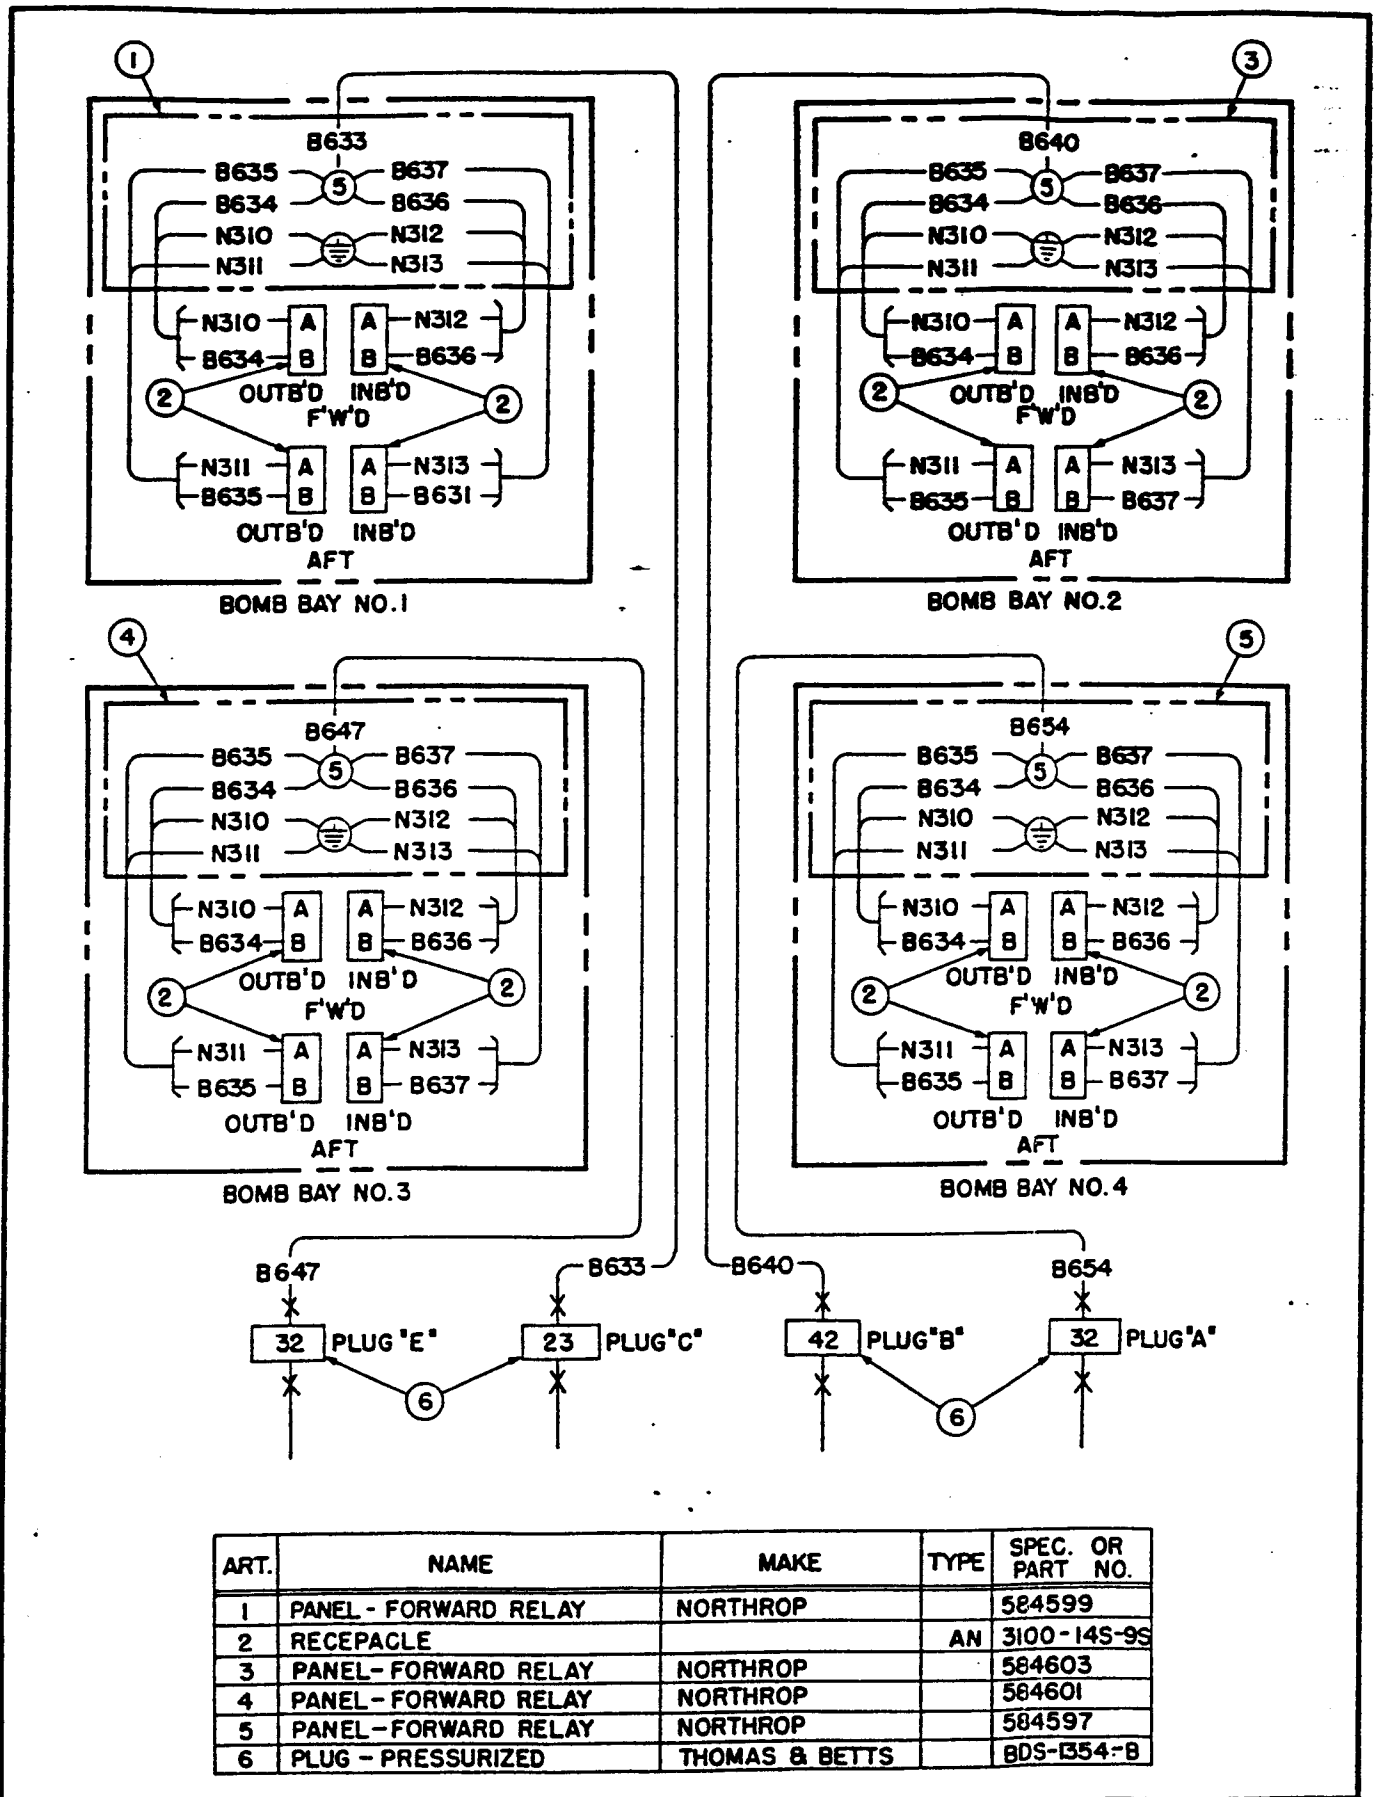 1
B633
B635 5 B637
B634 B636
N310 N312
N311 N313
N310 A A N312
B634 B B B636
2 OUTB'D INB'D 2
F'W'D
N311 A A N313
B635 B B B631
OUTB'D INB'D
AFT
BOMB BAY NO.1
3
B640
B635 5 B637
B634 B636
N310 N312
N311 N313
N310 A A N312
B634 B B B636
2 OUTB'D INB'D 2
F'W'D
N311 A A N313
B635 B B B637
OUTB'D INB'D
AFT
BOMB BAY NO.2
4
B647
B635 5 B637
B634 B636
N310 N312
N311 N313
N310 A A N312
B634 B B B636
OUTB'D INB'D
2 F'W'D 2
N311 A A N313
B635 B B B637
OUTB'D INB'D
AFT
BOMB BAY NO.3
5
B654
B635 5 B637
B634 B636
N310 N312
N311 N313
N310 A A N312
B634 B B B636
OUTB'D INB'D
2 F'W'D 2
N311 A A N313
B635 B B B637
OUTB'D INB'D
AFT
BOMB BAY NO.4
B647 B633 B640 B654
32 PLUG "E" 23 PLUG "C" 42 PLUG "B" 32 PLUG "A"
6 6
ART. NAME MAKE TYPE SPEC. OR PART NO.
1 PANEL - FORWARD RELAY NORTHROP 584599
2 RECEPACLE AN 3100-14S-9S
3 PANEL - FORWARD RELAY NORTHROP 584603
4 PANEL - FORWARD RELAY NORTHROP 584601
5 PANEL - FORWARD RELAY NORTHROP 584597
6 PLUG - PRESSURIZED THOMAS & BETTS BDS-1354-B